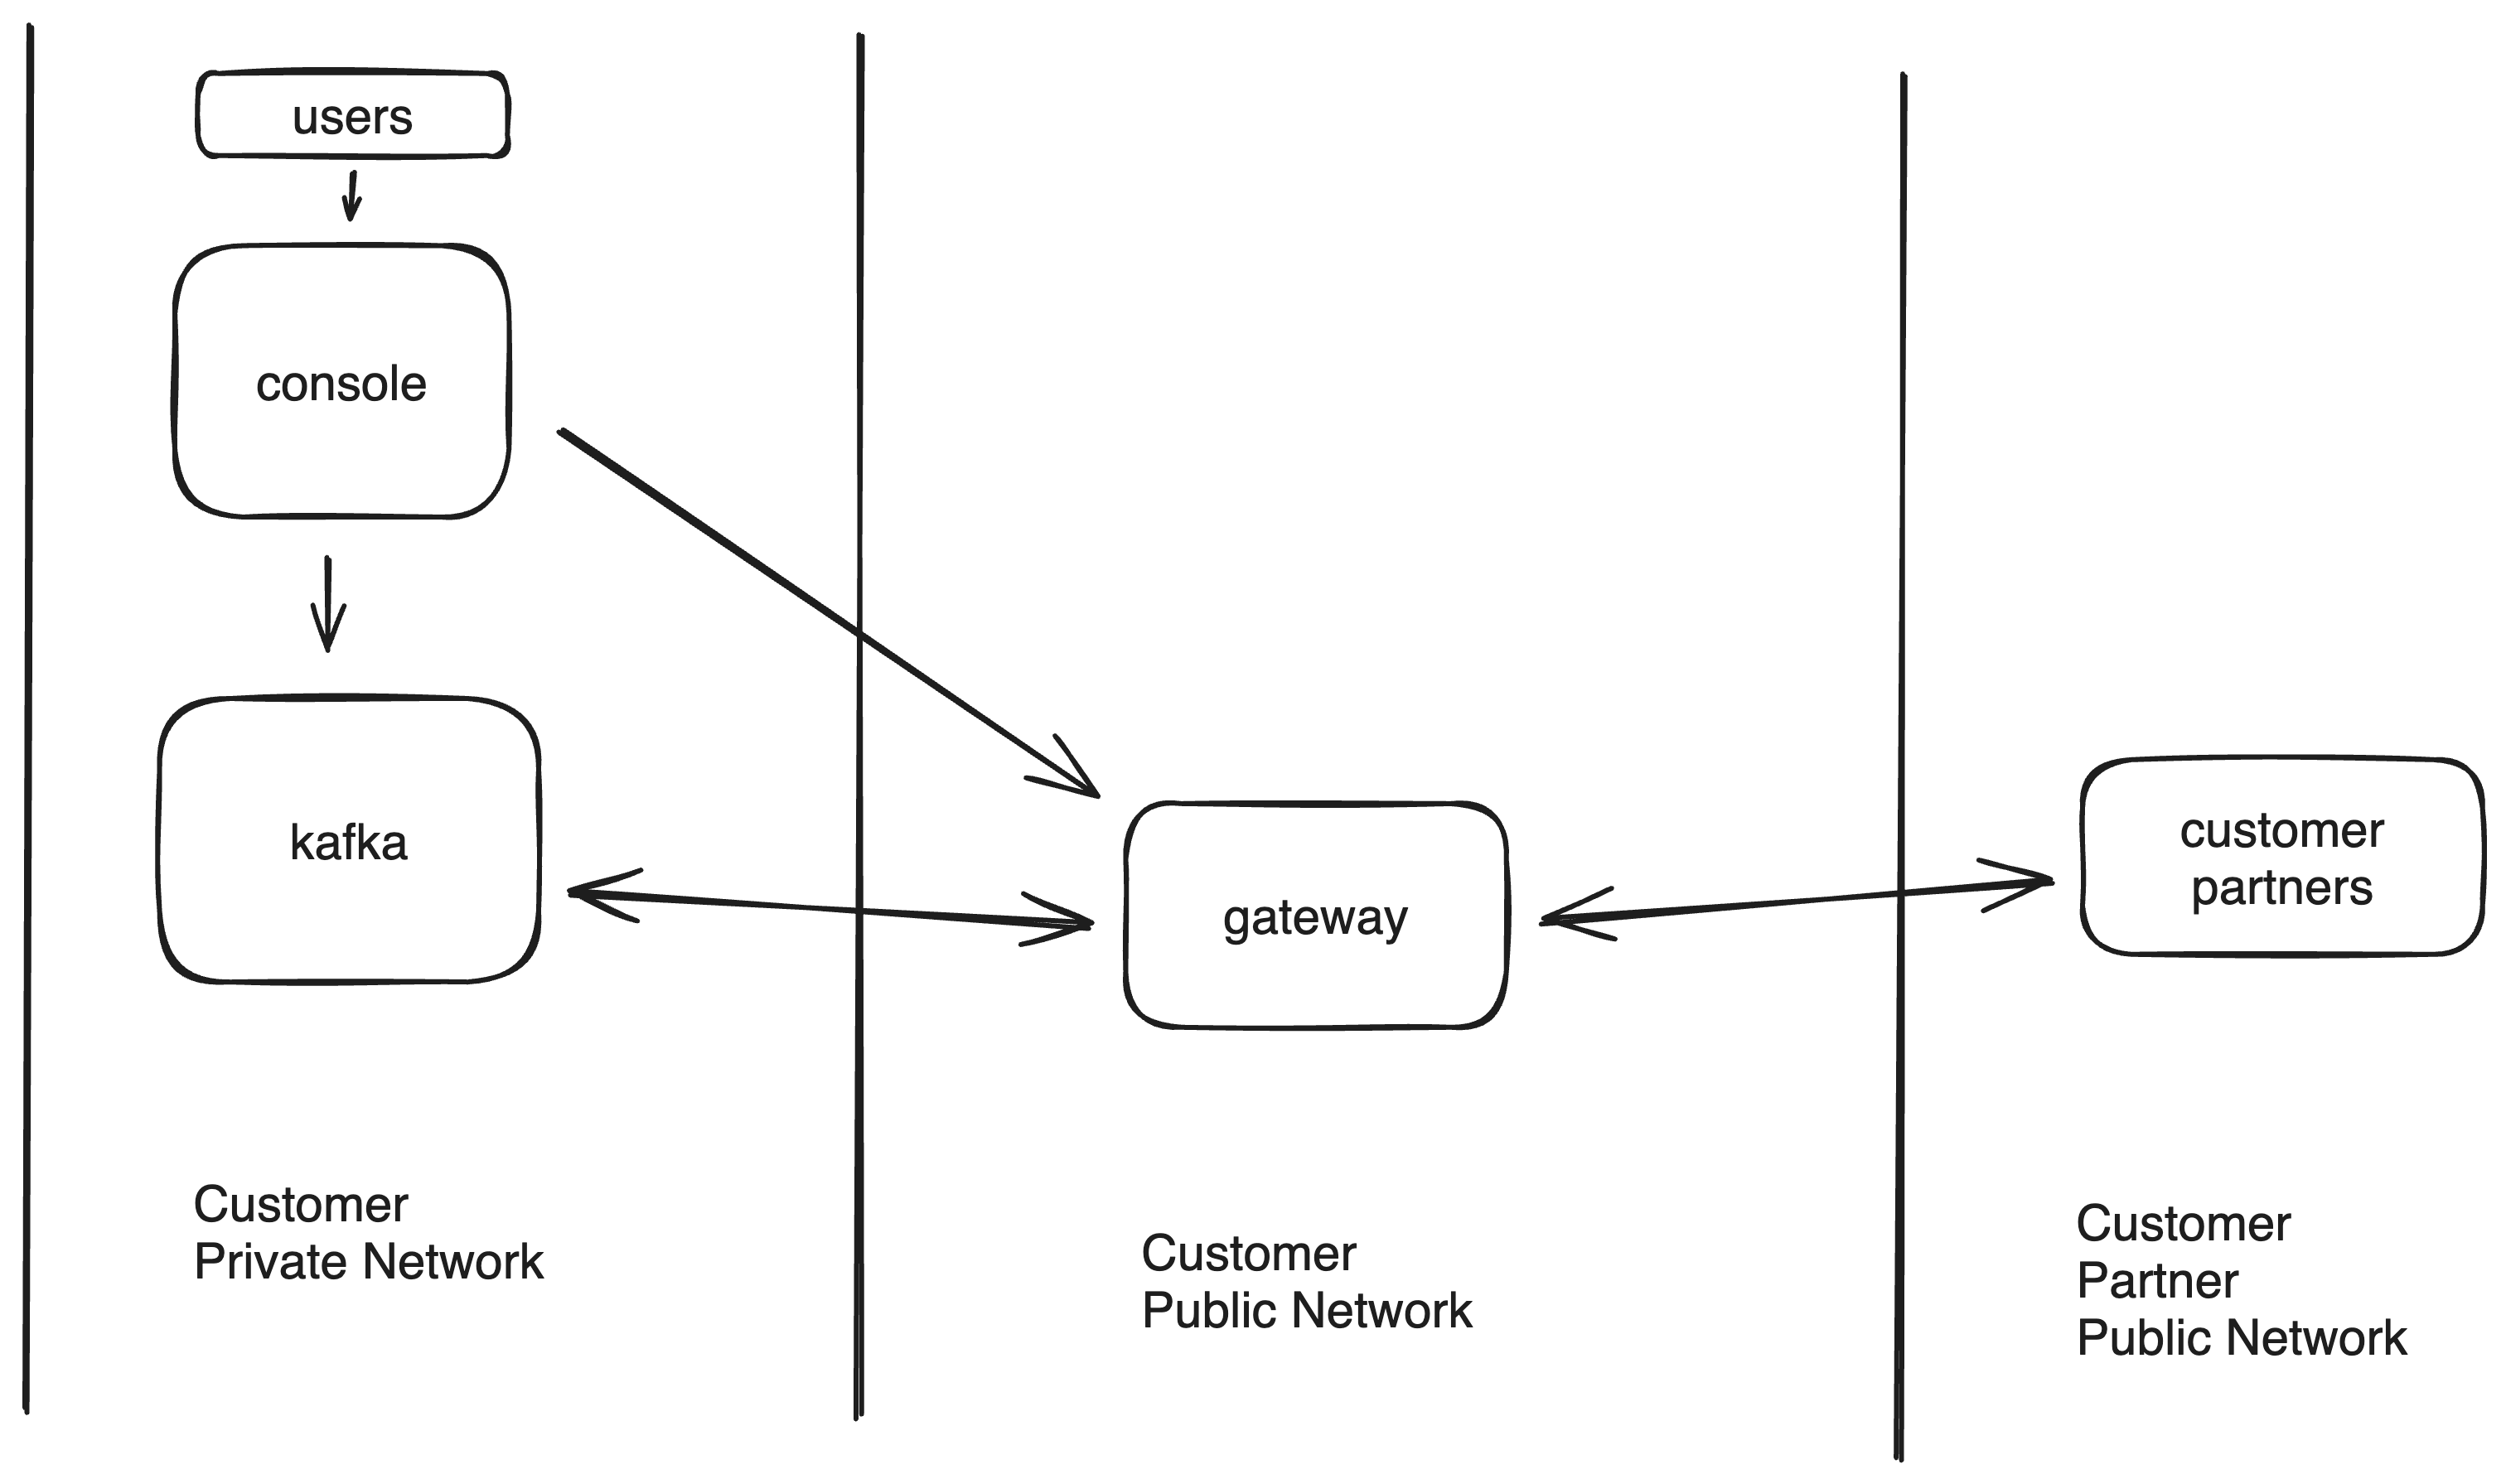 users
console
kafka
gateway
customer
partners
Customer
Private Network
Customer
Public Network
Customer
Partner
Public Network